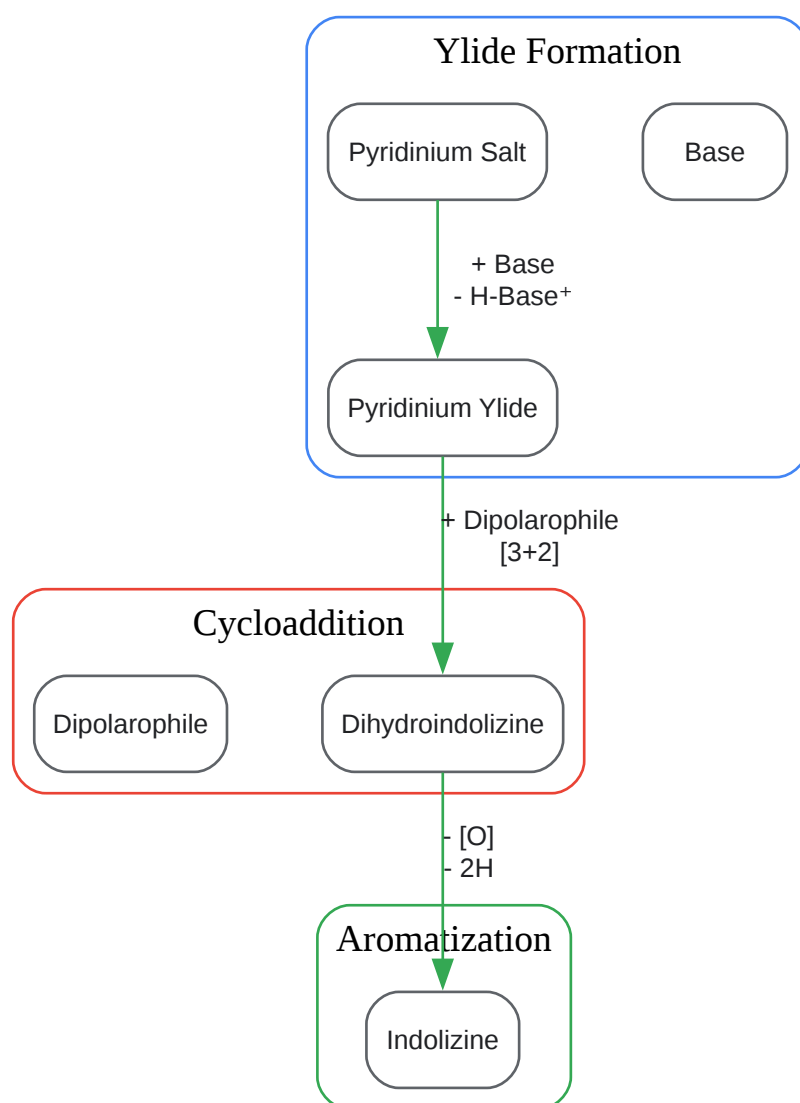 Ylide Formation
Pyridinium Salt
Base
+ Base
- H-Base⁺
Pyridinium Ylide
+ Dipolarophile
[3+2]
Cycloaddition
Dipolarophile
Dihydroindolizine
- [O]
- 2H
Aromatization
Indolizine